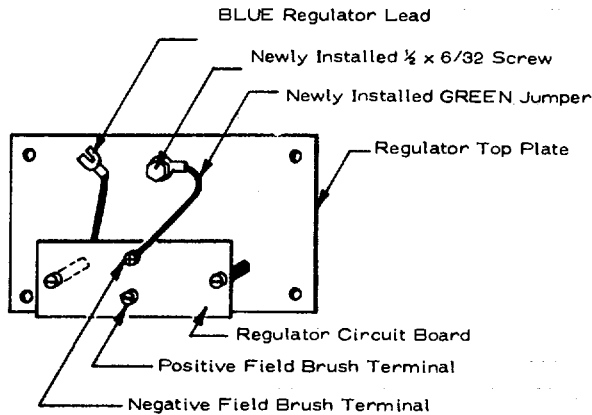 BLUE Regulator Lead
Newly Installed ½ x 6/32 Screw
Newly Installed GREEN Jumper
Regulator Top Plate
Regulator Circuit Board
Positive Field Brush Terminal
Negative Field Brush Terminal